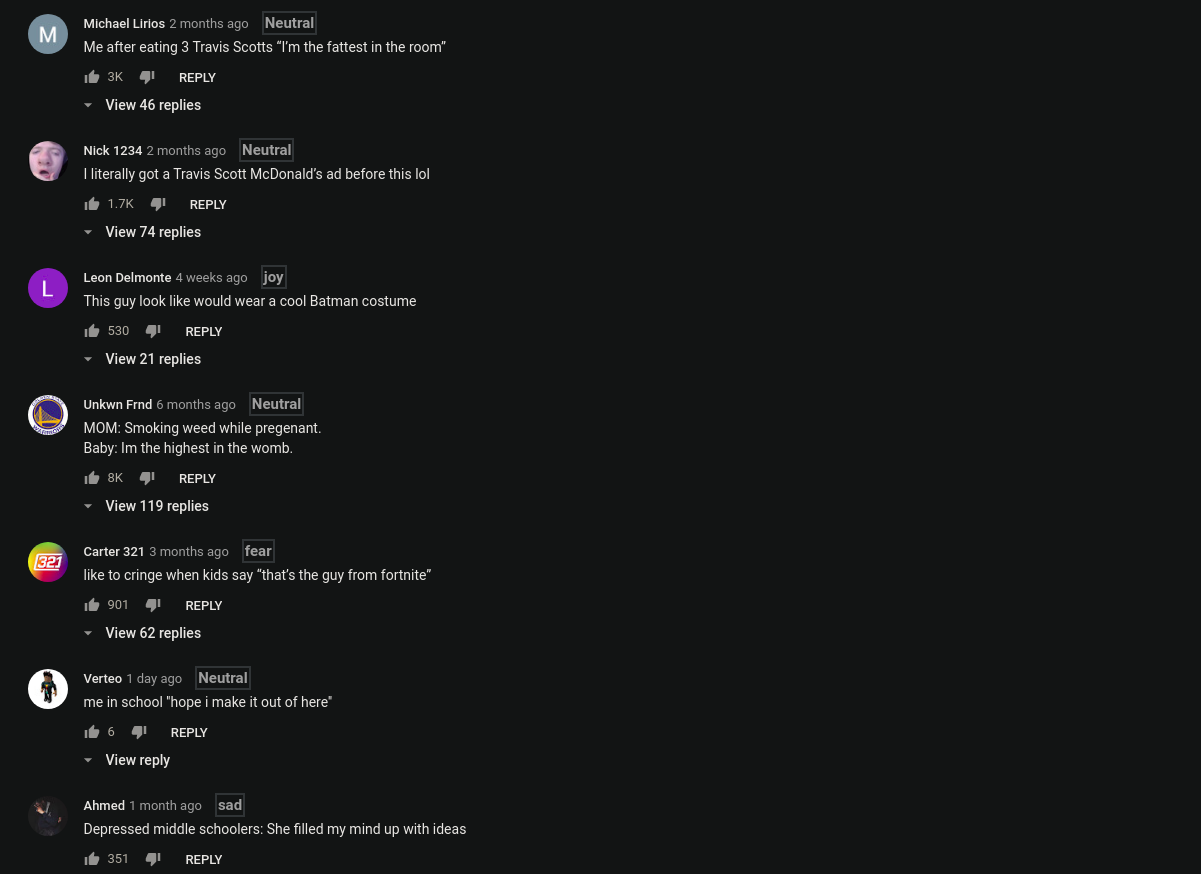 M
Michael Lirios 2 months ago Neutral
Me after eating 3 Travis Scotts “I’m the fattest in the room”
3K REPLY
View 46 replies
Nick 1234 2 months ago Neutral
I literally got a Travis Scott McDonald’s ad before this lol
1.7K REPLY
View 74 replies
L
Leon Delmonte 4 weeks ago joy
This guy look like would wear a cool Batman costume
530 REPLY
View 21 replies
Unkwn Frnd 6 months ago Neutral
MOM: Smoking weed while pregenant.
Baby: Im the highest in the womb.
8K REPLY
View 119 replies
321
Carter 321 3 months ago fear
like to cringe when kids say “that’s the guy from fortnite”
901 REPLY
View 62 replies
Verteo 1 day ago Neutral
me in school "hope i make it out of here"
6 REPLY
View reply
Ahmed 1 month ago sad
Depressed middle schoolers: She filled my mind up with ideas
351 REPLY